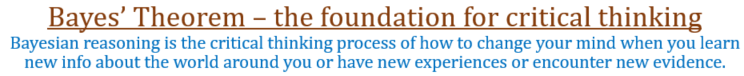 Bayes’ Theorem – the foundation for critical thinking
Bayesian reasoning is the critical thinking process of how to change your mind when you learn
new info about the world around you or have new experiences or encounter new evidence.